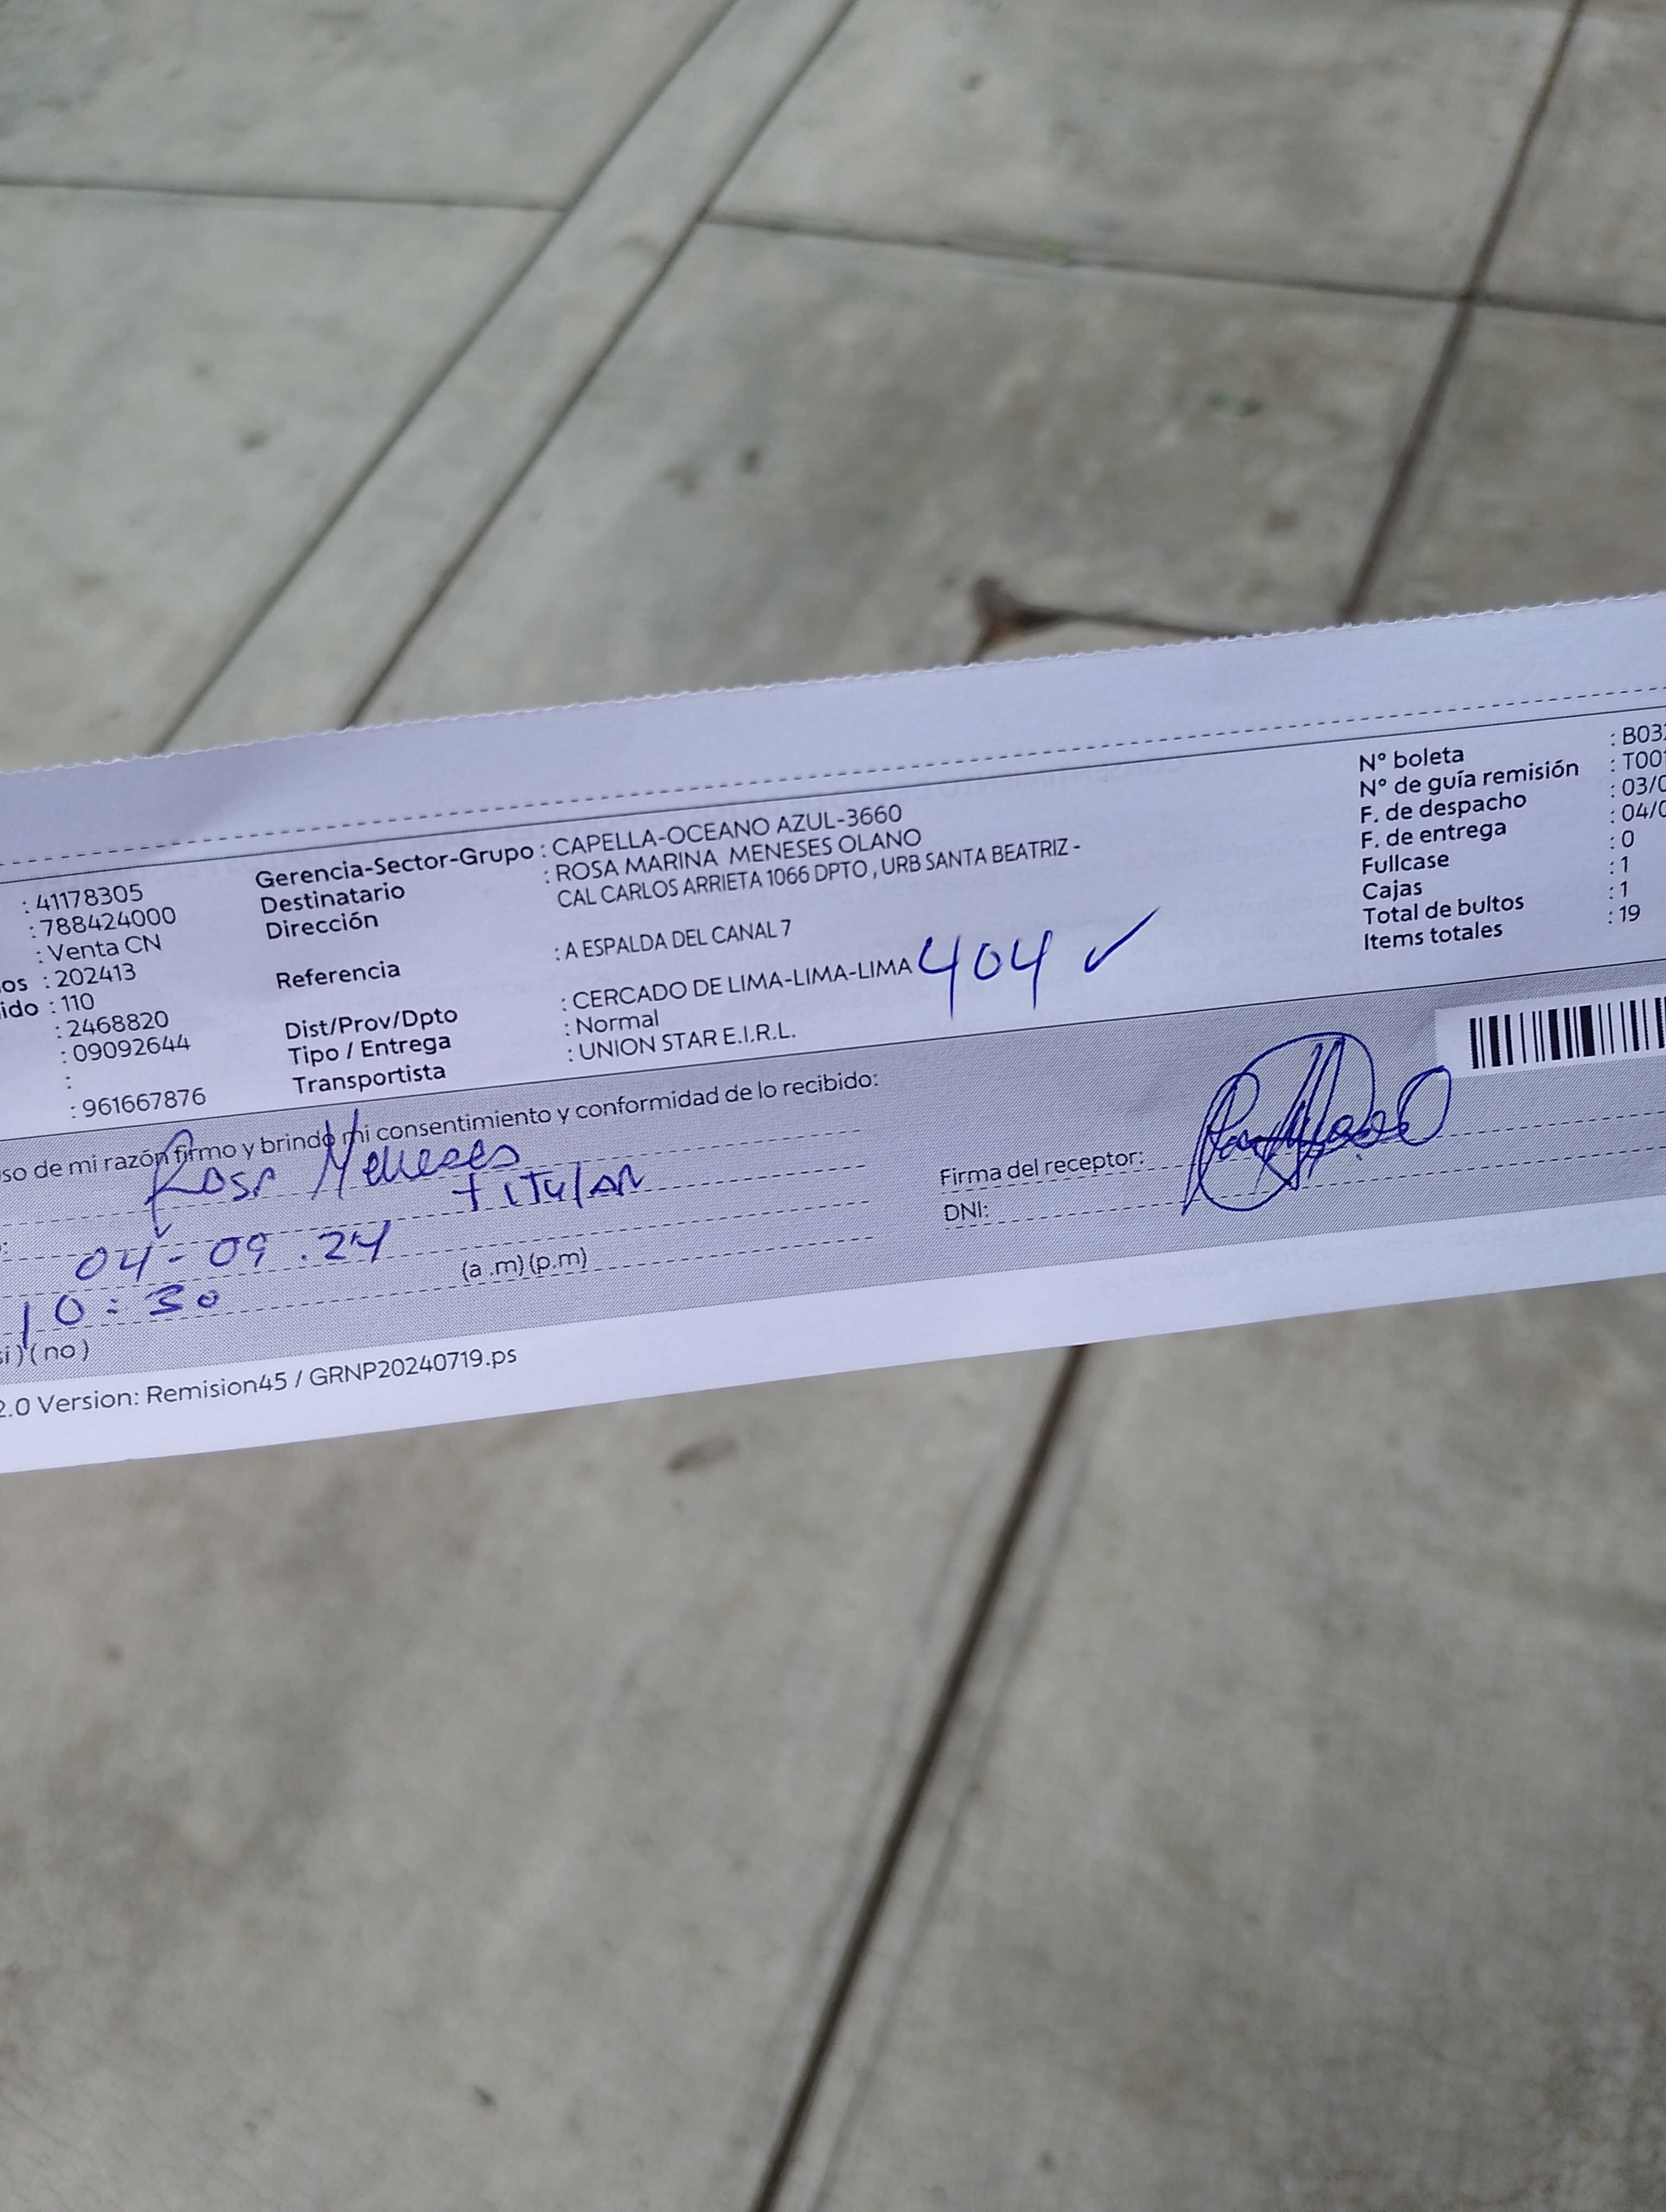 : 41178305
: 788424000
: Venta CN
os : 202413
ido : 110
: 2468820
: 09092644
:
: 961667876
Gerencia-Sector-Grupo : CAPELLA-OCEANO AZUL-3660
Destinatario : ROSA MARINA MENESES OLANO
Dirección CAL CARLOS ARRIETA 1066 DPTO , URB SANTA BEATRIZ -
Referencia : A ESPALDA DEL CANAL 7
Dist/Prov/Dpto : CERCADO DE LIMA-LIMA-LIMA 404 ✓
Tipo / Entrega : Normal
Transportista : UNION STAR E.I.R.L.
N° boleta : B03
N° de guía remisión : T00
F. de despacho : 03/0
F. de entrega : 04/0
Fullcase : 0
Cajas : 1
Total de bultos : 1
Items totales : 19
so de mi razón firmo y brindo mi consentimiento y conformidad de lo recibido:
Rosa Meneses
titular
04-09.24
10:30 (a .m) (p.m)
i) (no)
Firma del receptor:
DNI:
2.0 Version: Remision45 / GRNP20240719.ps